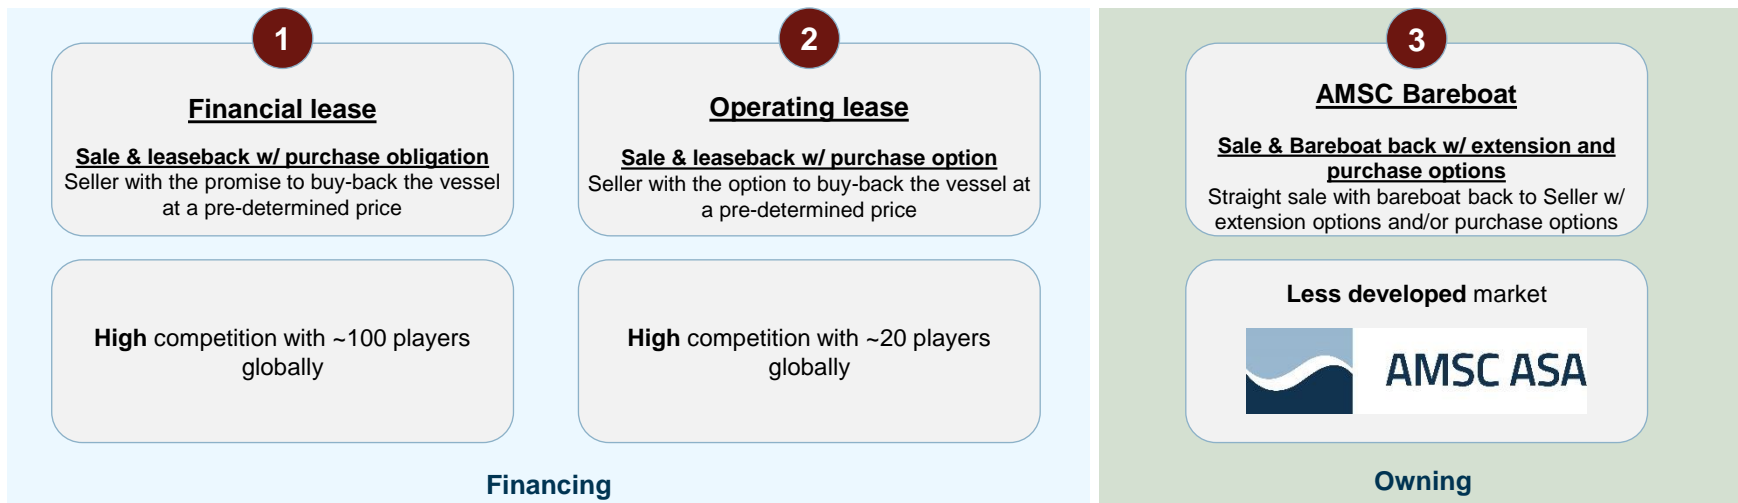 1
Financial lease
Sale & leaseback w/ purchase obligation
Seller with the promise to buy-back the vessel
at a pre-determined price
High competition with ~100 players
globally
2
Operating lease
Sale & leaseback w/ purchase option
Seller with the option to buy-back the vessel at
a pre-determined price
High competition with ~20 players
globally
Financing
3
AMSC Bareboat
Sale & Bareboat back w/ extension and
purchase options
Straight sale with bareboat back to Seller w/
extension options and/or purchase options
Less developed market
AMSC ASA
Owning